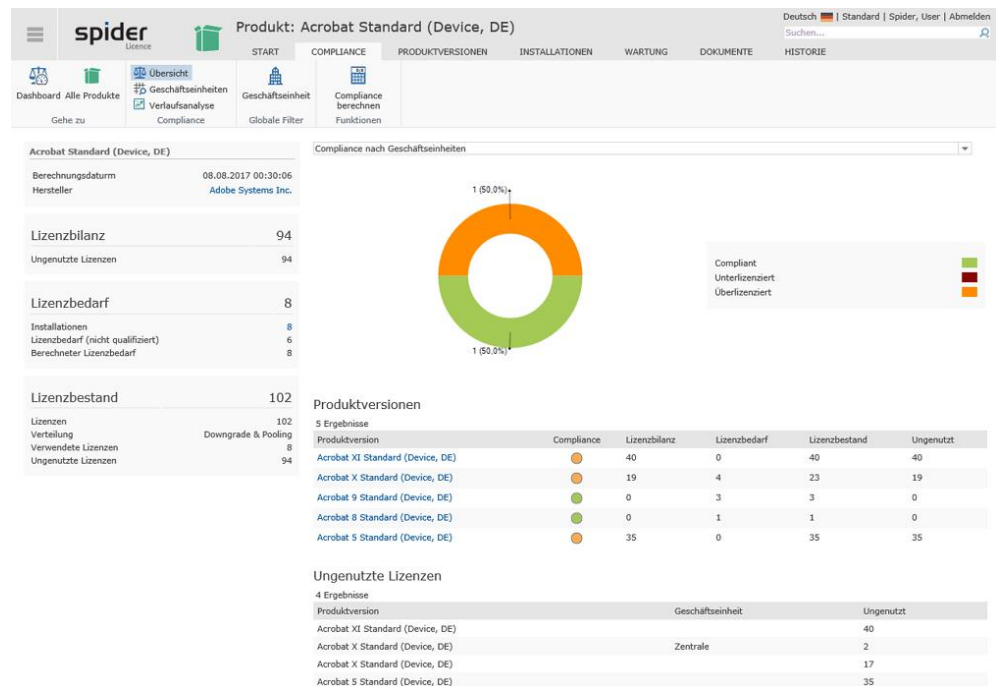 Deutsch | Standard | Spider, User | Abmelden
spider
Licence
Produkt: Acrobat Standard (Device, DE)
Suchen...
START COMPLIANCE PRODUKTVERSIONEN INSTALLATIONEN WARTUNG DOKUMENTE HISTORIE
Dashboard
Alle Produkte
Gehe zu
Übersicht
Geschäftseinheiten
Verlaufsanalyse
Compliance
Geschäftseinheit
Globale Filter
Compliance
berechnen
Funktionen
Acrobat Standard (Device, DE)
Berechnungsdatum 08.08.2017 00:30:06
Hersteller Adobe Systems Inc.
Lizenzbilanz 94
Ungenutzte Lizenzen 94
Lizenzbedarf 8
Installationen 8
Lizenzbedarf (nicht qualifiziert) 6
Berechneter Lizenzbedarf 8
Lizenzbestand 102
Lizenzen 102
Verteilung Downgrade & Pooling
Verwendete Lizenzen 8
Ungenutzte Lizenzen 94
Compliance nach Geschäftseinheiten
1 (50,0%)
1 (50,0%)
Compliant
Unterlizenziert
Überlizenziert
Produktversionen
5 Ergebnisse
Produktversion Compliance Lizenzbilanz Lizenzbedarf Lizenzbestand Ungenutzt
Acrobat XI Standard (Device, DE) 40 0 40 40
Acrobat X Standard (Device, DE) 19 4 23 19
Acrobat 9 Standard (Device, DE) 0 3 3 0
Acrobat 8 Standard (Device, DE) 0 1 1 0
Acrobat 5 Standard (Device, DE) 35 0 35 35
Ungenutzte Lizenzen
4 Ergebnisse
Produktversion Geschäftseinheit Ungenutzt
Acrobat XI Standard (Device, DE) 40
Acrobat X Standard (Device, DE) Zentrale 2
Acrobat X Standard (Device, DE) 17
Acrobat 5 Standard (Device, DE) 35